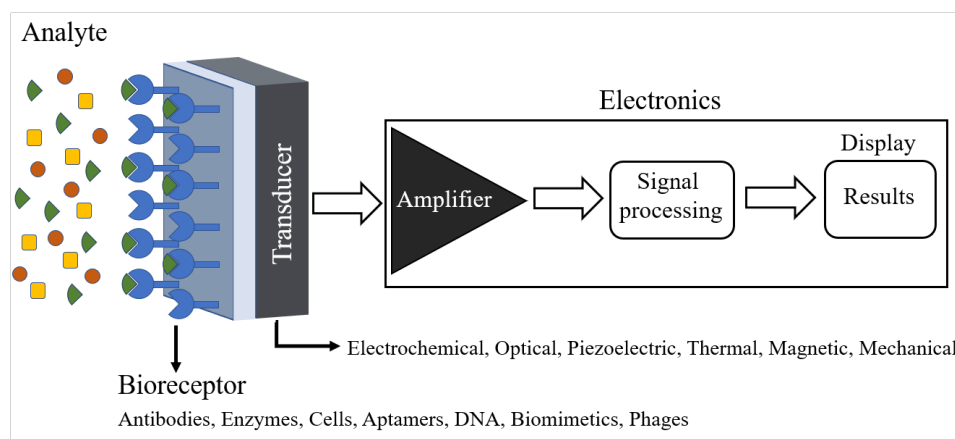 Analyte
Electronics
Transducer
Amplifier
Signal
processing
Display
Results
Electrochemical, Optical, Piezoelectric, Thermal, Magnetic, Mechanical
Bioreceptor
Antibodies, Enzymes, Cells, Aptamers, DNA, Biomimetics, Phages